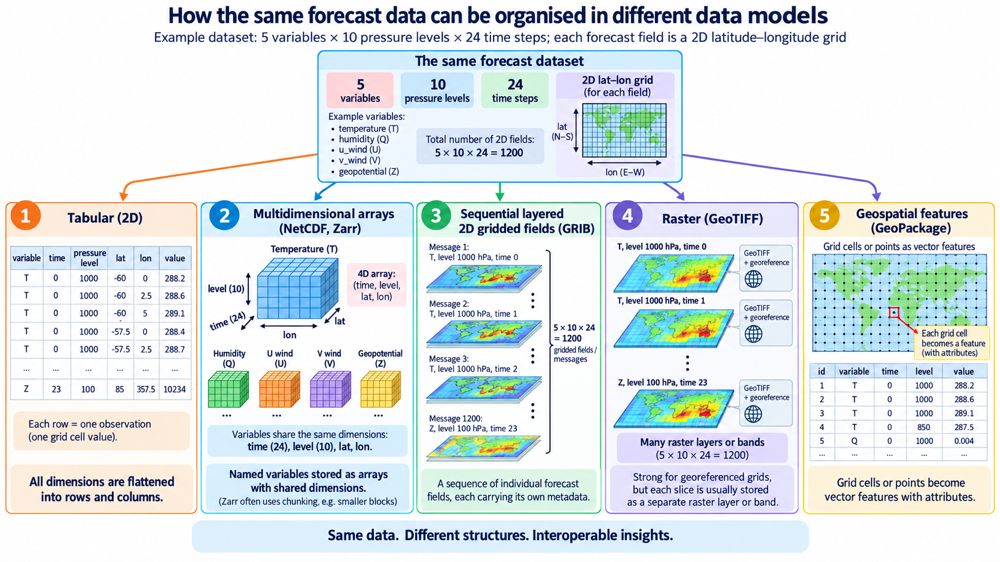 How the same forecast data can be organised in different data models
Example dataset: 5 variables × 10 pressure levels × 24 time steps; each forecast field is a 2D latitude–longitude grid
The same forecast dataset
5
variables
10
pressure levels
24
time steps
2D lat–lon grid
(for each field)
Example variables:
• temperature (T)
• humidity (Q)
• u_wind (U)
• v_wind (V)
• geopotential (Z)
Total number of 2D fields:
5 × 10 × 24 = 1200
lat
(N–S)
lon (E–W)
1
Tabular (2D)
variable time pressure level lat lon value
T 0 1000 -60 0 288.2
T 0 1000 -60 2.5 288.6
T 0 1000 -60 5 289.1
T 0 1000 -57.5 0 288.4
T 0 1000 -57.5 2.5 288.7
... ... ... ... ... ...
Z 23 100 85 357.5 10234
Each row = one observation
(one grid cell value).
All dimensions are flattened
into rows and columns.
2
Multidimensional arrays
(NetCDF, Zarr)
Temperature (T)
level (10)
time (24)
lon
lat
4D array:
(time, level,
lat, lon)
Humidity
(Q)
U wind
(U)
V wind
(V)
Geopotential
(Z)
... ... ... ...
Variables share the same dimensions:
time (24), level (10), lat, lon.
Named variables stored as arrays
with shared dimensions.
(Zarr often uses chunking, e.g. smaller blocks)
3
Sequential layered
2D gridded fields (GRIB)
Message 1:
T, level 1000 hPa, time 0
Message 2:
T, level 1000 hPa, time 1
Message 3:
T, level 1000 hPa, time 2
Message 1200:
Z, level 100 hPa, time 23
5 × 10 × 24
= 1200
gridded fields /
messages
A sequence of individual forecast
fields, each carrying its own metadata.
4
Raster (GeoTIFF)
T, level 1000 hPa, time 0
GeoTIFF
+ georeference
T, level 1000 hPa, time 1
GeoTIFF
+ georeference
Z, level 100 hPa, time 23
GeoTIFF
+ georeference
Many raster layers or bands
(5 × 10 × 24 = 1200)
Strong for georeferenced grids,
but each slice is usually stored
as a separate raster layer or band.
5
Geospatial features
(GeoPackage)
Grid cells or points as vector features
Each grid cell
becomes a feature
(with attributes)
id variable time level value
1 T 0 1000 288.2
2 T 0 1000 288.6
3 T 0 1000 289.1
4 T 0 850 287.5
5 Q 0 1000 0.004
... ... ... ... ...
Grid cells or points become
vector features with attributes.
Same data. Different structures. Interoperable insights.